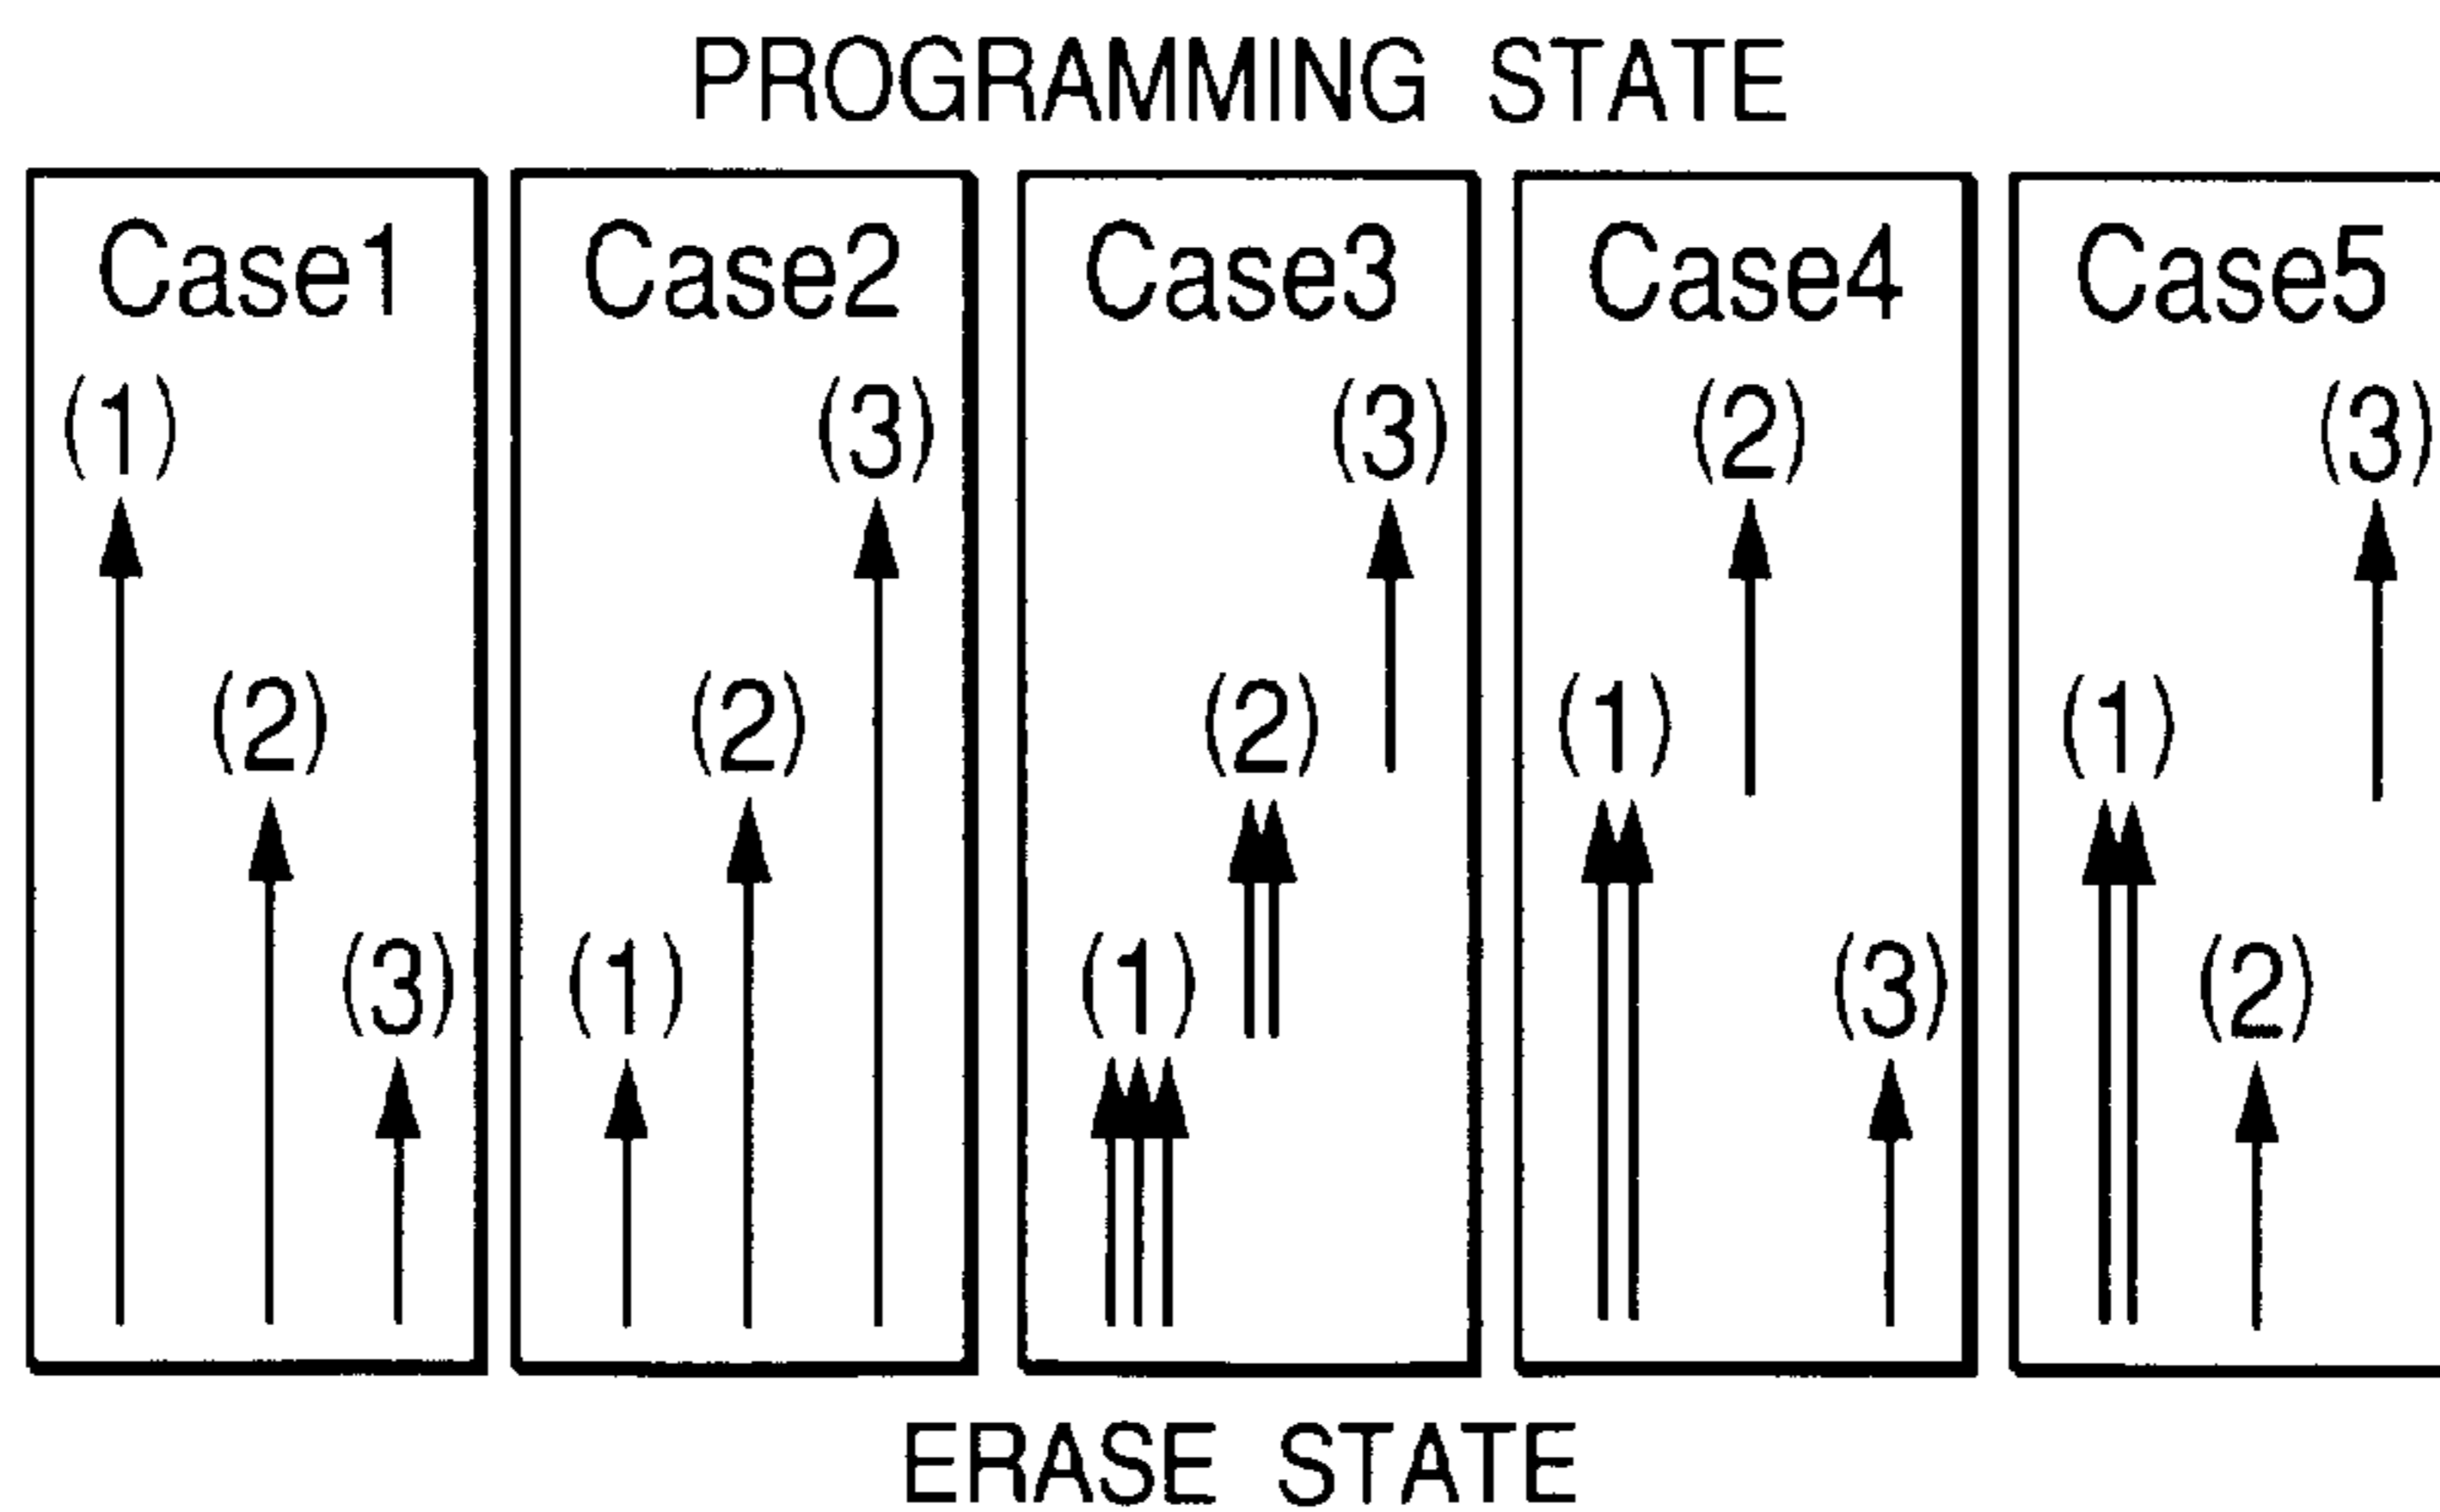 PROGRAMMING STATE
Case1 Case2 Case3 Case4 Case5
(1) (3) (3) (2) (3)
(2) (2) (2) (1) (1)
(3) (1) (1) (3) (2)
ERASE STATE